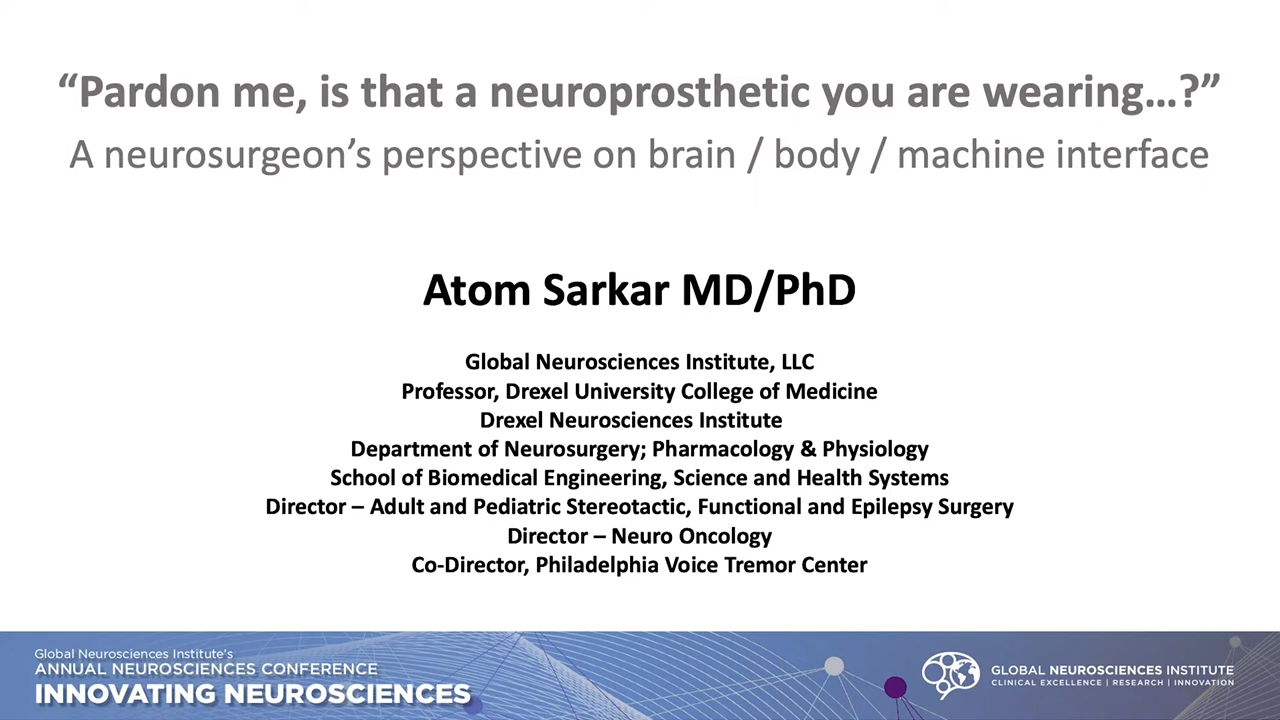 “Pardon me, is that a neuroprosthetic you are wearing…?”
A neurosurgeon’s perspective on brain / body / machine interface
Atom Sarkar MD/PhD
Global Neurosciences Institute, LLC
Professor, Drexel University College of Medicine
Drexel Neurosciences Institute
Department of Neurosurgery; Pharmacology & Physiology
School of Biomedical Engineering, Science and Health Systems
Director – Adult and Pediatric Stereotactic, Functional and Epilepsy Surgery
Director – Neuro Oncology
Co-Director, Philadelphia Voice Tremor Center
Global Neurosciences Institute's
ANNUAL NEUROSCIENCES CONFERENCE
INNOVATING NEUROSCIENCES
GLOBAL NEUROSCIENCES INSTITUTE
CLINICAL EXCELLENCE | RESEARCH | INNOVATION